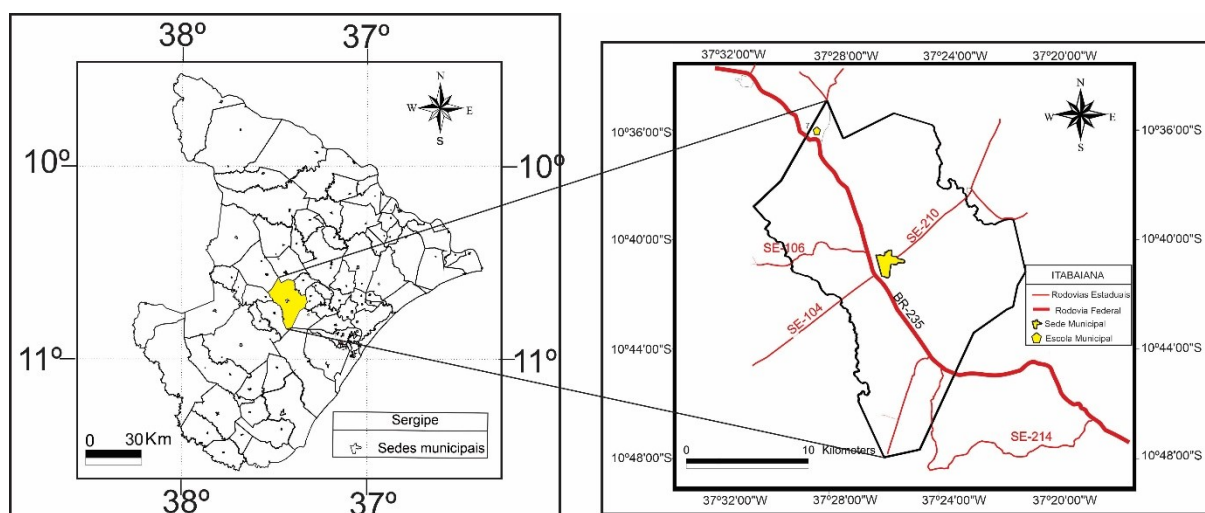 38º 37º
N
W E
S
10º 10º
11º 11º
Sergipe
Sedes municipais
0 30 Km
38º 37º
37º32'00"W 37º28'00"W 37º24'00"W 37º20'00"W
N
W E
S
10º36'00"S 10º36'00"S
7
SE-210
10º40'00"S 10º40'00"S
SE-106
ITABAIANA
Rodovias Estaduais
Rodovia Federal
Sede Municipal
Escola Municipal
SE-104
BR-235
10º44'00"S 10º44'00"S
SE-214
0 10 Kilometers
10º48'00"S 10º48'00"S
37º32'00"W 37º28'00"W 37º24'00"W 37º20'00"W